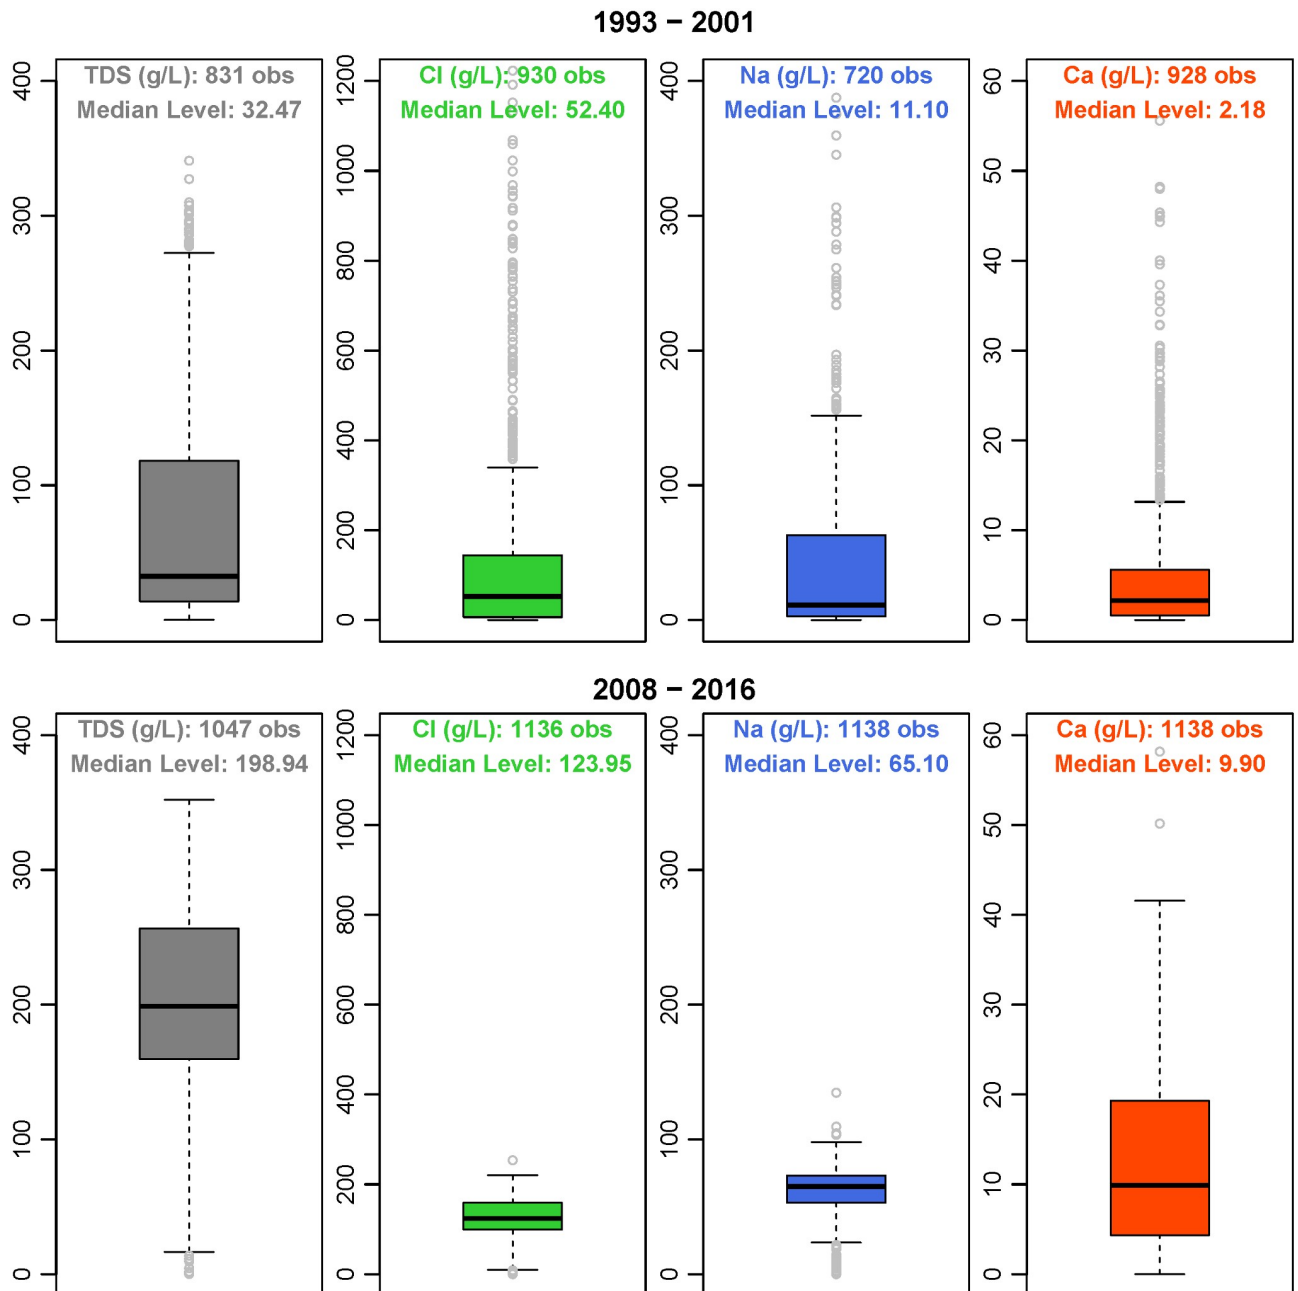 1993 − 2001
TDS (g/L): 831 obs
Median Level: 32.47
400
300
200
100
0
Cl (g/L): 930 obs
Median Level: 52.40
1200
1000
800
600
400
200
0
Na (g/L): 720 obs
Median Level: 11.10
400
300
200
100
0
Ca (g/L): 928 obs
Median Level: 2.18
60
50
40
30
20
10
0
2008 − 2016
TDS (g/L): 1047 obs
Median Level: 198.94
400
300
200
100
0
Cl (g/L): 1136 obs
Median Level: 123.95
1200
1000
800
600
400
200
0
Na (g/L): 1138 obs
Median Level: 65.10
400
300
200
100
0
Ca (g/L): 1138 obs
Median Level: 9.90
60
50
40
30
20
10
0